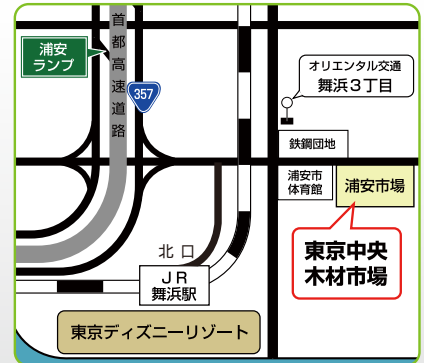 首都高速道路
浦安
ランプ
357
オリエンタル交通
舞浜3丁目
鉄鋼団地
浦安市
体育館
浦安市場
東京中央
木材市場
北口
JR
舞浜駅
東京ディズニーリゾート